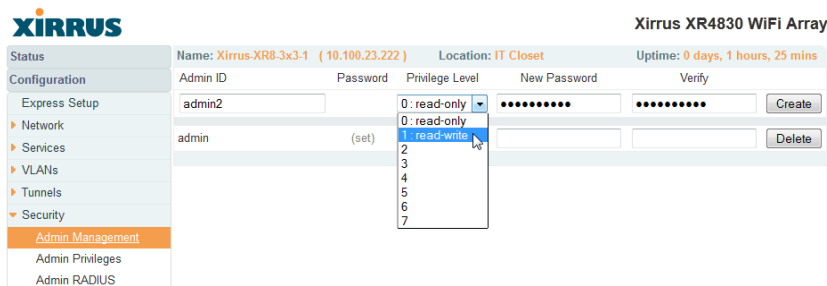 XIRRUS
Xirrus XR4830 WiFi Array
Status
Name: Xirrus-XR8-3x3-1 ( 10.100.23.222 ) Location: IT Closet Uptime: 0 days, 1 hours, 25 mins
Configuration
Admin ID Password Privilege Level New Password Verify
Express Setup
admin2 0 : read-only •••••••••• •••••••••• Create
0 : read-only
Network
1 : read-write
admin (set) Delete
Services
2
3
VLANs
4
Tunnels
5
6
Security
7
Admin Management
Admin Privileges
Admin RADIUS